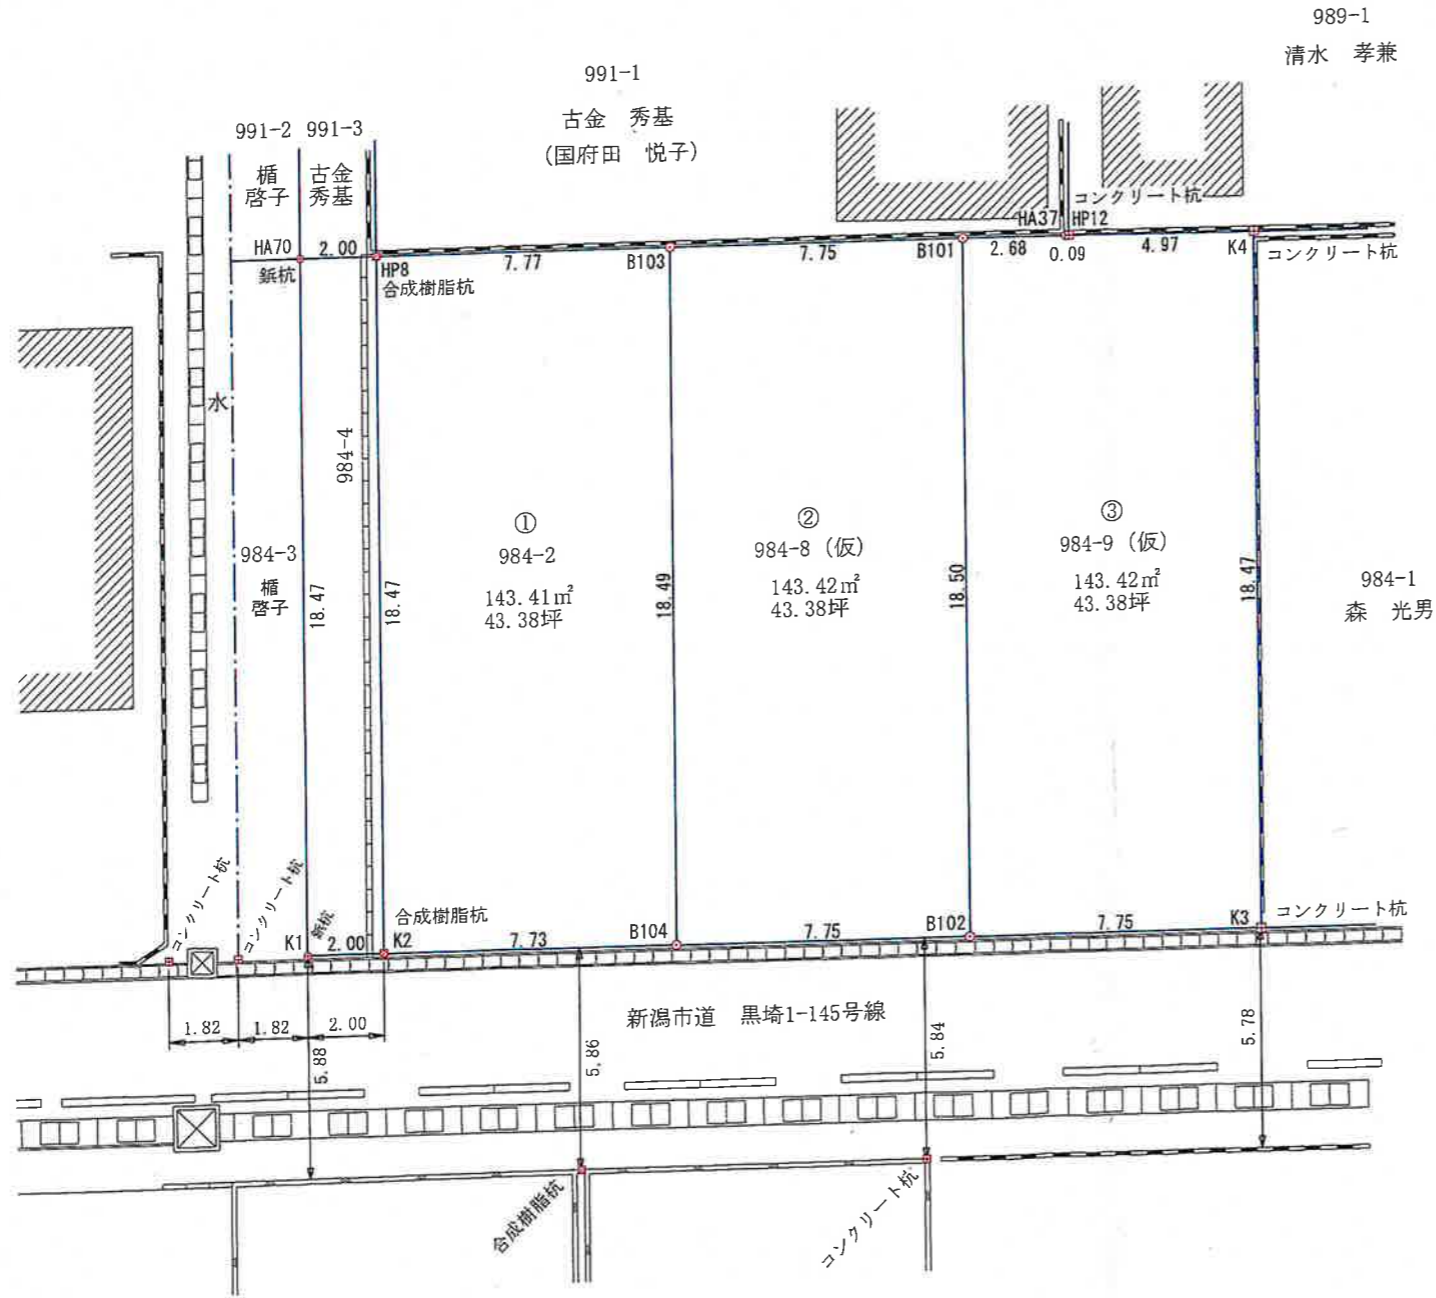 989-1
清水　孝兼
991-1
古金　秀基
(国府田　悦子)
991-2
991-3
楯
啓子
古金
秀基
コンクリート杭
HA37
HP12
HA70
2.00
鋲杭
HP8
合成樹脂杭
7.77
B103
7.75
B101
2.68
0.09
4.97
K4
コンクリート杭
水
984-4
984-3
楯
啓子
18.47
18.47
①
984-2
143.41㎡
43.38坪
18.49
②
984-8（仮）
143.42㎡
43.38坪
18.50
③
984-9（仮）
143.42㎡
43.38坪
18.47
984-1
森　光男
コンクリート杭
コンクリート杭
鋲杭
K1
2.00
K2
合成樹脂杭
7.73
B104
7.75
B102
7.75
K3
コンクリート杭
1.82
1.82
2.00
新潟市道　黒埼1-145号線
5.88
5.86
5.84
5.78
合成樹脂杭
コンクリート杭